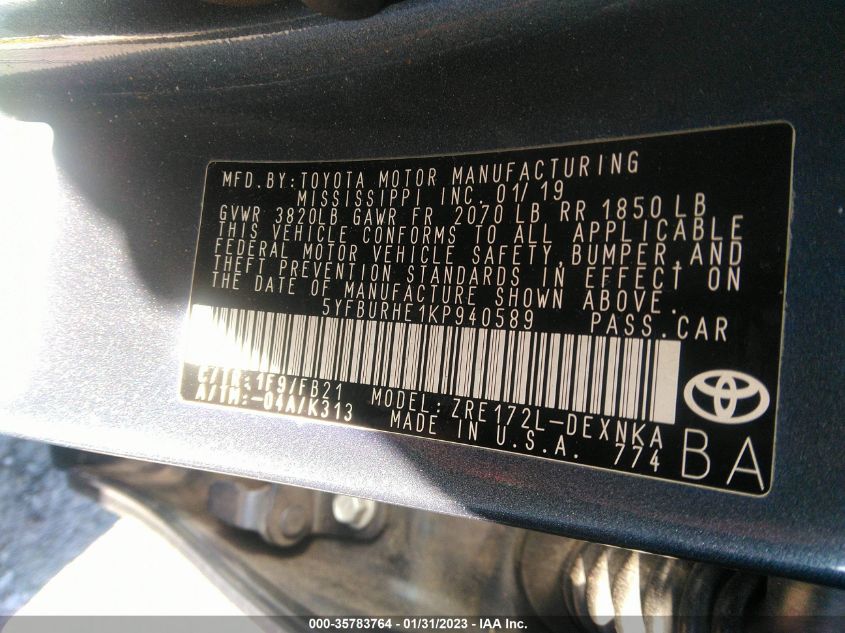 MFD.BY:TOYOTA MOTOR MANUFACTURING
MISSISSIPPI INC. 01/19
GVWR 3820LB GAWR FR 2070 LB RR 1850 LB
THIS VEHICLE CONFORMS TO ALL APPLICABLE
FEDERAL MOTOR VEHICLE SAFETY, BUMPER, AND
THEFT PREVENTION STANDARDS IN EFFECT ON
THE DATE OF MANUFACTURE SHOWN ABOVE.
5YFBURHE1KP940589 PASS.CAR
C/TR:1F9/FB21 MODEL: ZRE172L-DEXNKA
A/TM:-04A/K313 MADE IN U.S.A. 774
BA
000-35783764 / 01/31/2023 - IAA Inc.